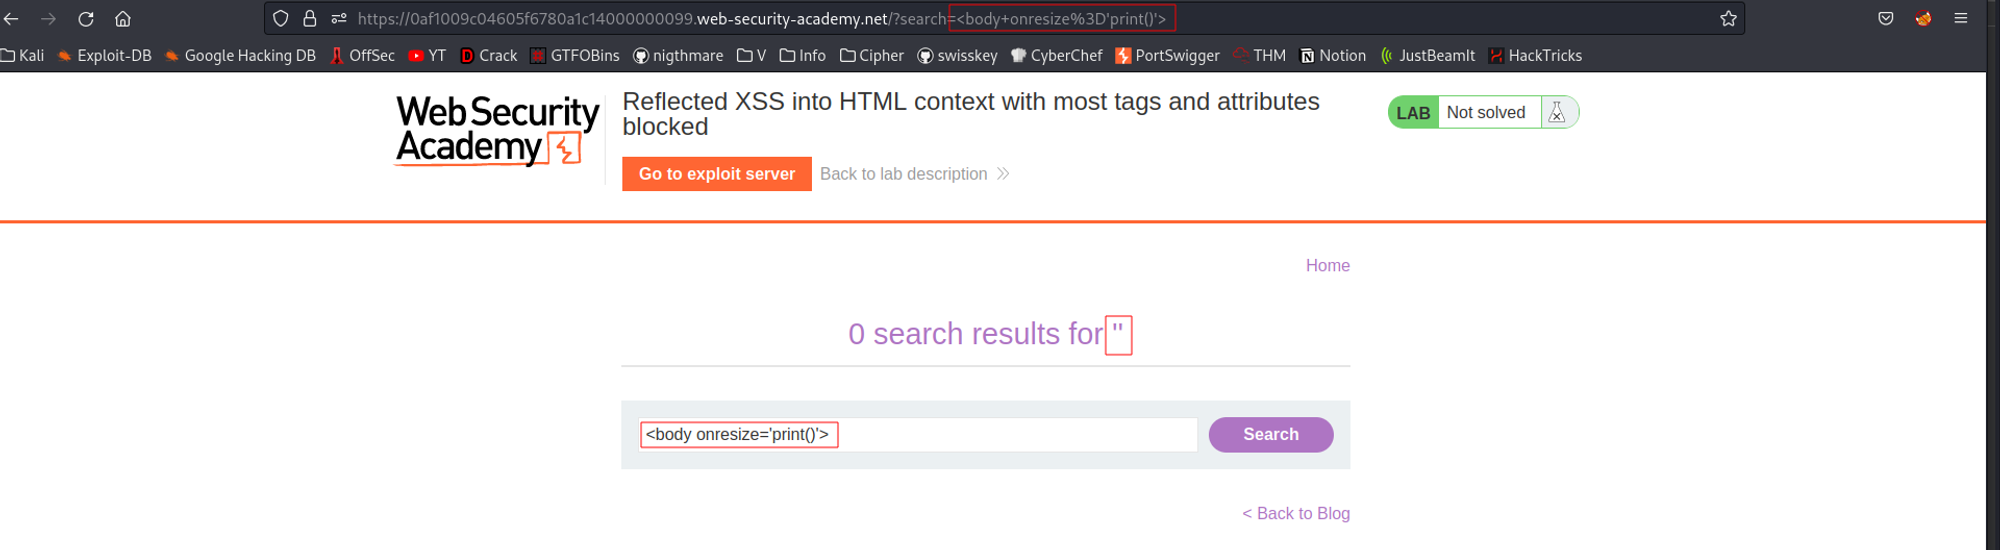 https://0af1009c04605f6780a1c14000000099.web-security-academy.net/?search=<body+onresize%3D'print()'>
Kali Exploit-DB Google Hacking DB OffSec YT Crack GTFOBins nigthmare V Info Cipher swisskey CyberChef PortSwigger THM Notion JustBeamIt HackTricks
Web Security
Academy
Reflected XSS into HTML context with most tags and attributes
blocked
LAB Not solved
Go to exploit server Back to lab description
Home
0 search results for ''
<body onresize='print()'> Search
< Back to Blog